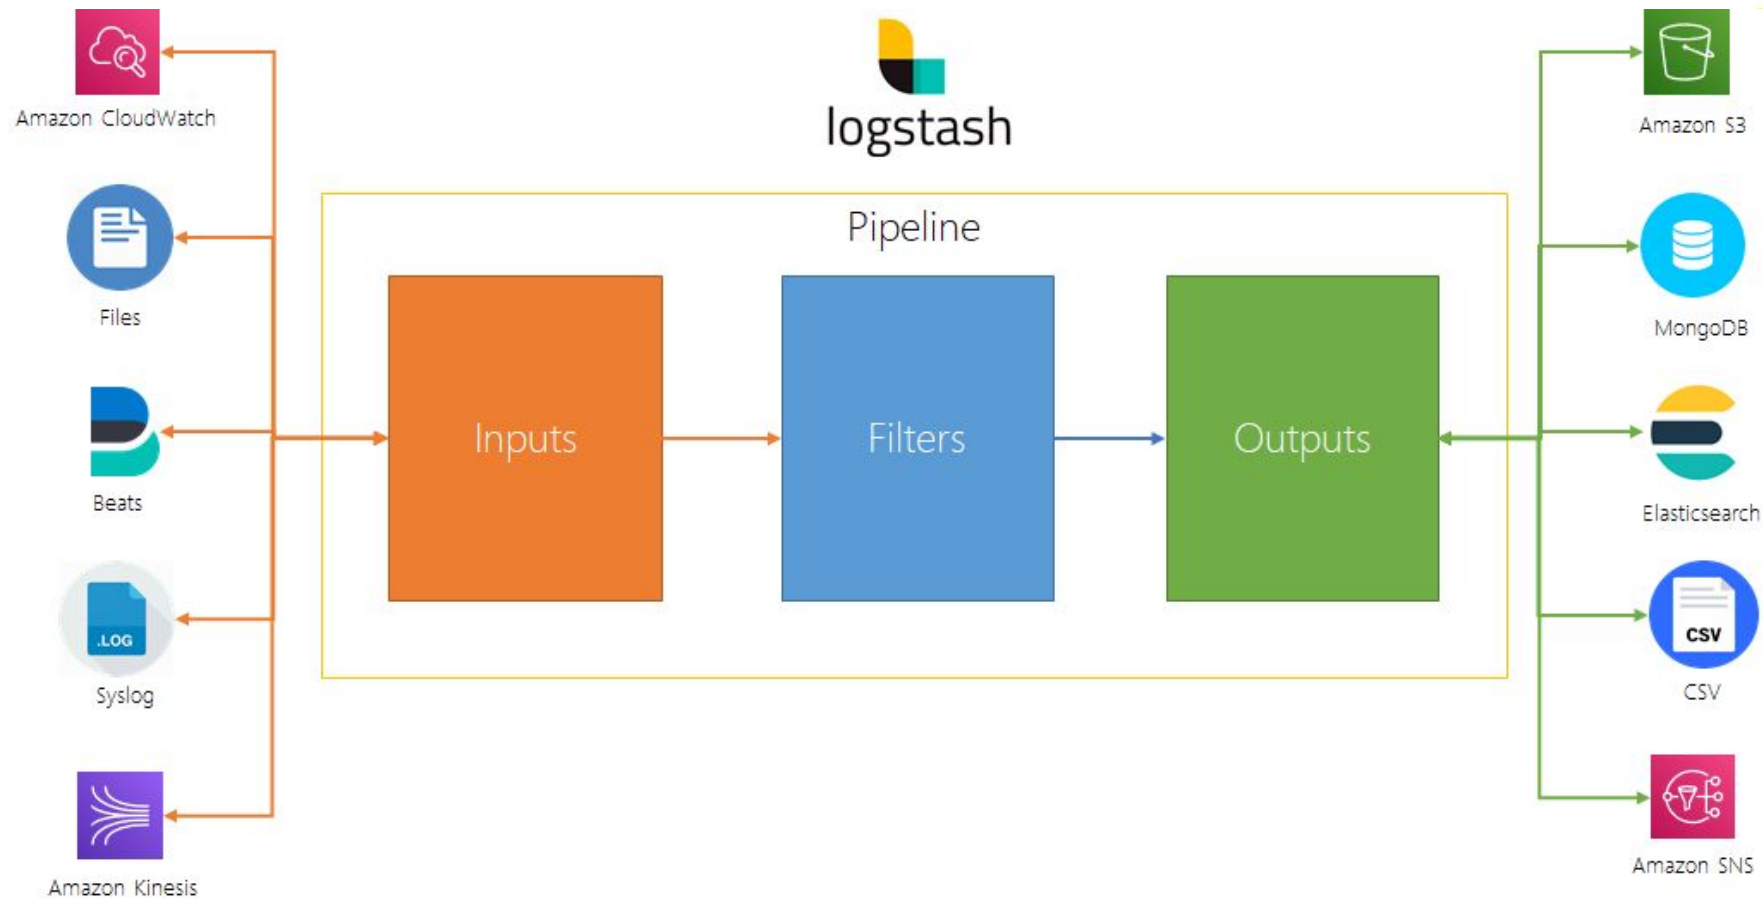 logstash
Pipeline
Inputs
Filters
Outputs
Amazon CloudWatch
Files
Beats
.LOG
Syslog
Amazon Kinesis
Amazon S3
MongoDB
Elasticsearch
CSV
CSV
Amazon SNS